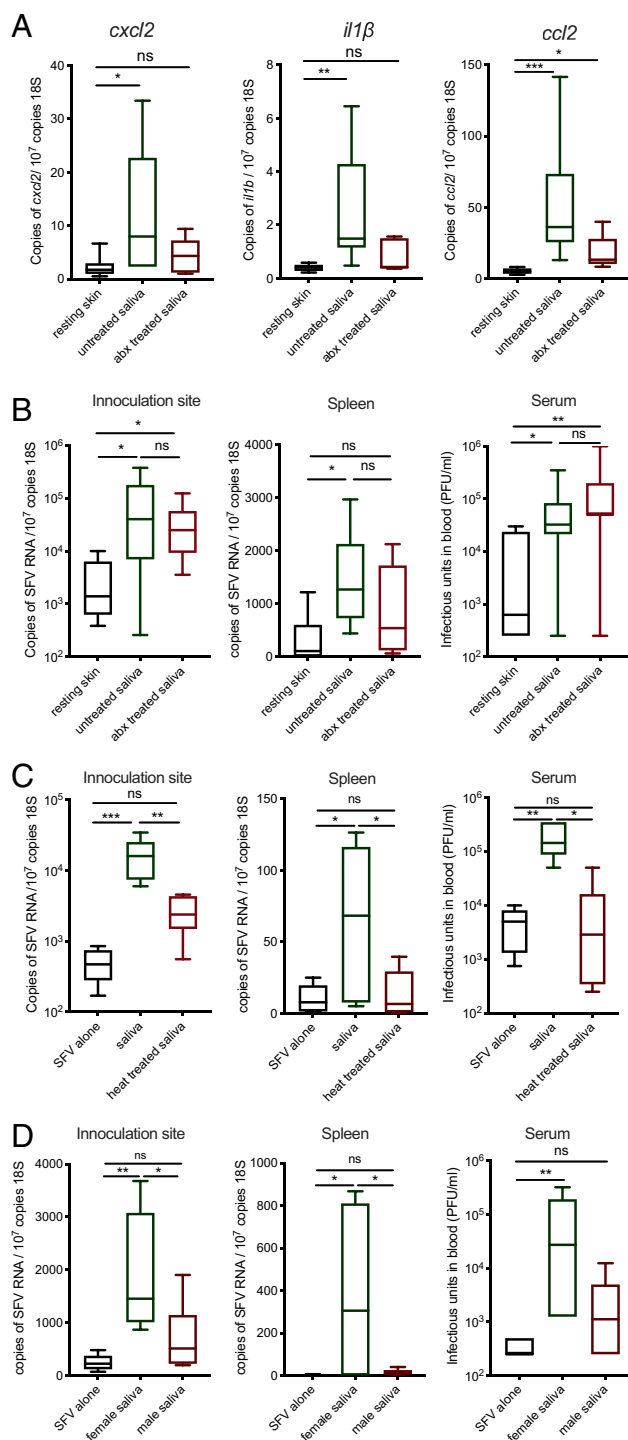 A
cxcl2
il1β
ccl2
Copies of cxcl2/ 10⁷ copies 18S
40
30
20
10
0
ns
*
resting skin
untreated saliva
abx treated saliva
Copies of il1b / 10⁷ copies 18S
8
6
4
2
0
ns
**
resting skin
untreated saliva
abx treated saliva
Copies of ccl2/ 10⁷ copies 18S
150
100
50
0
*
***
resting skin
untreated saliva
abx treated saliva
B
Innoculation site
Spleen
Serum
Copies of SFV RNA /10⁷ copies 18S
10⁶
10⁵
10⁴
10³
10²
*
* ns
resting skin
untreated saliva
abx treated saliva
copies of SFV RNA / 10⁷ copies 18S
4000
3000
2000
1000
0
ns
* ns
resting skin
untreated saliva
abx treated saliva
Infectious units in blood (PFU/ml)
10⁶
10⁵
10⁴
10³
10²
**
* ns
resting skin
untreated saliva
abx treated saliva
C
Innoculation site
Spleen
Serum
Copies of SFV RNA /10⁷ copies 18S
10⁵
10⁴
10³
10²
ns
*** **
SFV alone
saliva
heat treated saliva
copies of SFV RNA / 10⁷ copies 18S
150
100
50
0
ns
* *
SFV alone
saliva
heat treated saliva
Infectious units in blood (PFU/ml)
10⁶
10⁵
10⁴
10³
10²
ns
** *
SFV alone
saliva
heat treated saliva
D
Innoculation site
Spleen
Serum
copies of SFV RNA / 10⁷ copies 18S
4000
3000
2000
1000
0
ns
** *
SFV alone
female saliva
male saliva
copies of SFV RNA / 10⁷ copies 18S
1000
800
600
400
200
0
ns
* *
SFV alone
female saliva
male saliva
Infectious units in blood (PFU/ml)
10⁶
10⁵
10⁴
10³
10²
ns
**
SFV alone
female saliva
male saliva